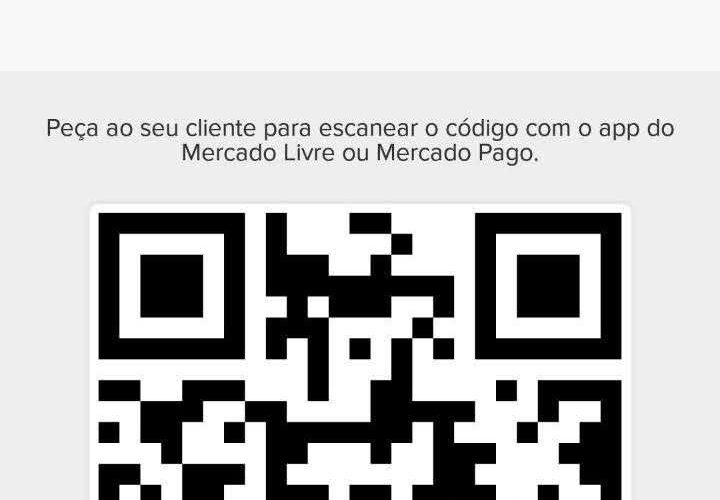 Peça ao seu cliente para escanear o código com o app do
Mercado Livre ou Mercado Pago.